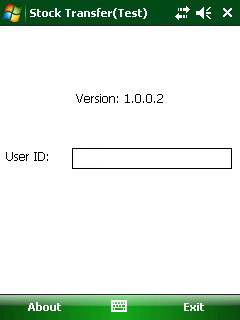 Stock Transfer(Test)
Version: 1.0.0.2
User ID:
About
Exit